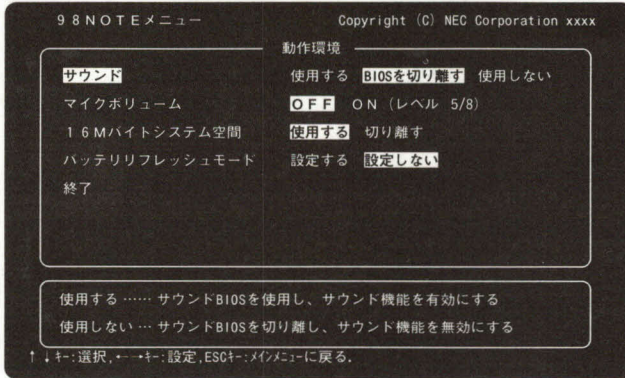 98NOTEメニュー Copyright (C) NEC Corporation xxxx
動作環境
サウンド 使用する BIOSを切り離す 使用しない
マイクボリューム OFF ON (レベル 5/8)
16Mバイトシステム空間 使用する 切り離す
バッテリリフレッシュモード 設定する 設定しない
終了
使用する …… サウンドBIOSを使用し、サウンド機能を有効にする
使用しない … サウンドBIOSを切り離し、サウンド機能を無効にする
↑↓キー:選択,←→キー:設定,ESCキー:メインメニューに戻る.